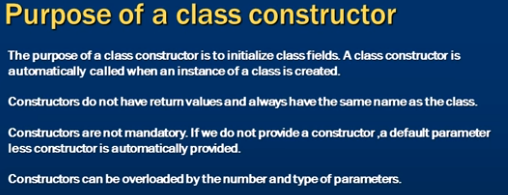 Purpose of a class constructor
The purpose of a class constructor is to initialize class fields. A class constructor is
automatically called when an instance of a class is created.
Constructors do not have return values and always have the same name as the class.
Constructors are not mandatory. If we do not provide a constructor ,a default parameter
less constructor is automatically provided.
Constructors can be overloaded by the number and type of parameters.